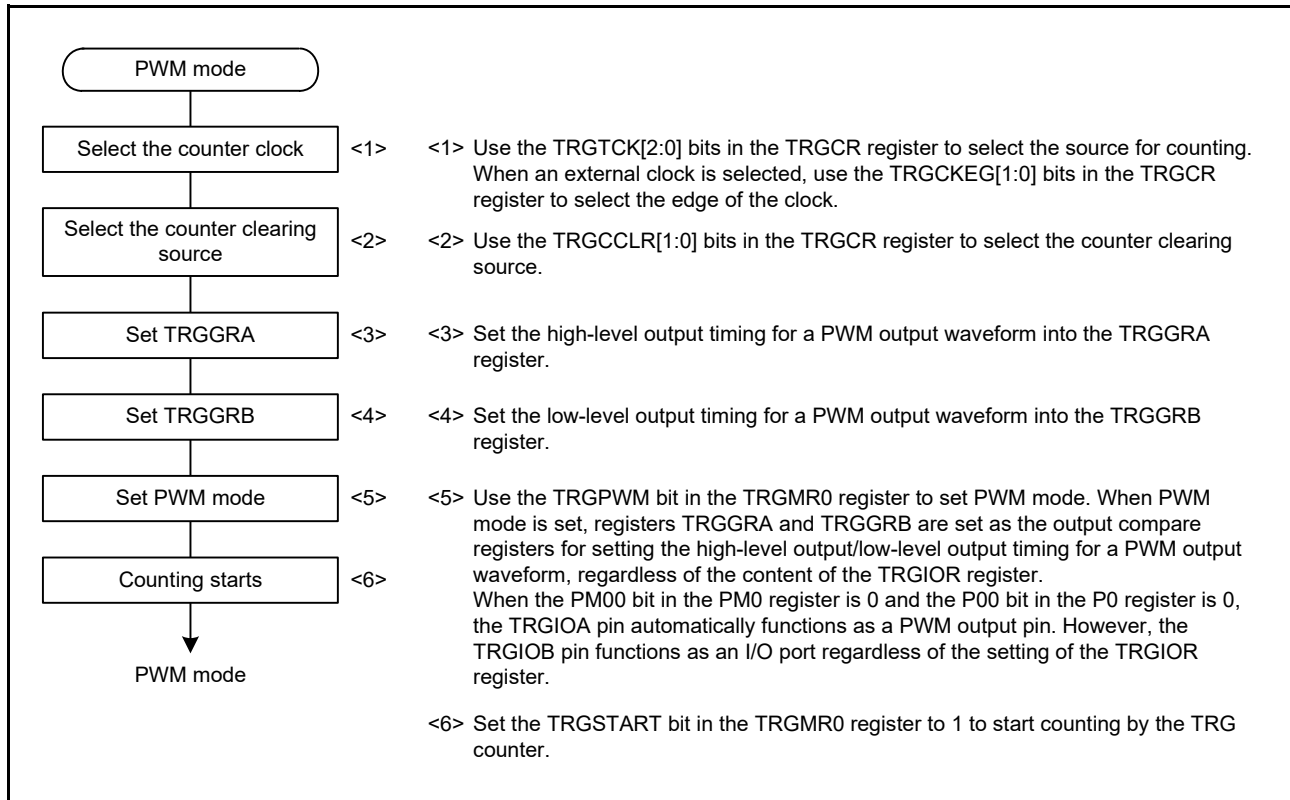 PWM mode
Select the counter clock <1>
Select the counter clearing
source
<2>
Set TRGGRA <3>
Set TRGGRB <4>
Set PWM mode <5>
Counting starts <6>
PWM mode
<1> Use the TRGTCK[2:0] bits in the TRGCR register to select the source for counting.
When an external clock is selected, use the TRGCKEG[1:0] bits in the TRGCR
register to select the edge of the clock.
<2> Use the TRGCCLR[1:0] bits in the TRGCR register to select the counter clearing
source.
<3> Set the high-level output timing for a PWM output waveform into the TRGGRA
register.
<4> Set the low-level output timing for a PWM output waveform into the TRGGRB
register.
<5> Use the TRGPWM bit in the TRGMR0 register to set PWM mode. When PWM
mode is set, registers TRGGRA and TRGGRB are set as the output compare
registers for setting the high-level output/low-level output timing for a PWM output
waveform, regardless of the content of the TRGIOR register.
When the PM00 bit in the PM0 register is 0 and the P00 bit in the P0 register is 0,
the TRGIOA pin automatically functions as a PWM output pin. However, the
TRGIOB pin functions as an I/O port regardless of the setting of the TRGIOR
register.
<6> Set the TRGSTART bit in the TRGMR0 register to 1 to start counting by the TRG
counter.